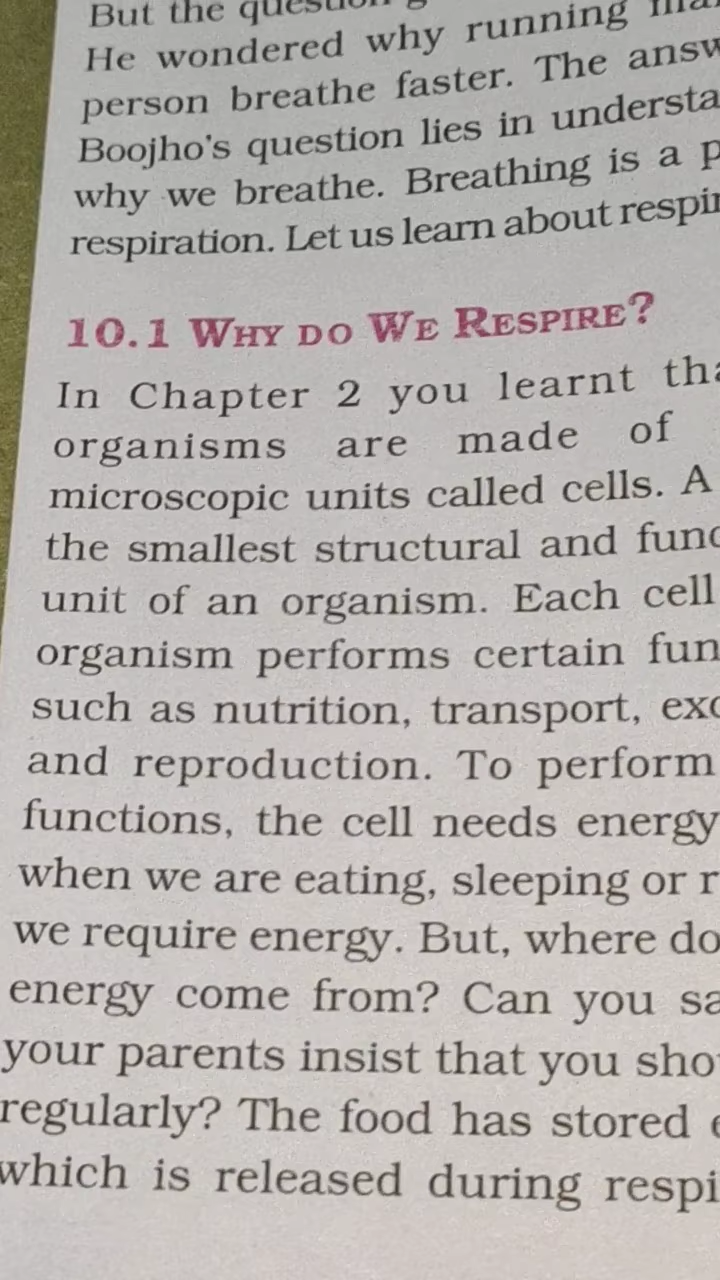 But the question
He wondered why running
person breathe faster. The answ
Boojho's question lies in understa
why we breathe. Breathing is a p
respiration. Let us learn about respir
10.1 WHY DO WE RESPIRE?
In Chapter 2 you learnt tha
organisms are made of
microscopic units called cells. A
the smallest structural and func
unit of an organism. Each cell
organism performs certain fun
such as nutrition, transport, exc
and reproduction. To perform
functions, the cell needs energy
when we are eating, sleeping or r
we require energy. But, where do
energy come from? Can you sa
your parents insist that you sho
regularly? The food has stored e
which is released during respi